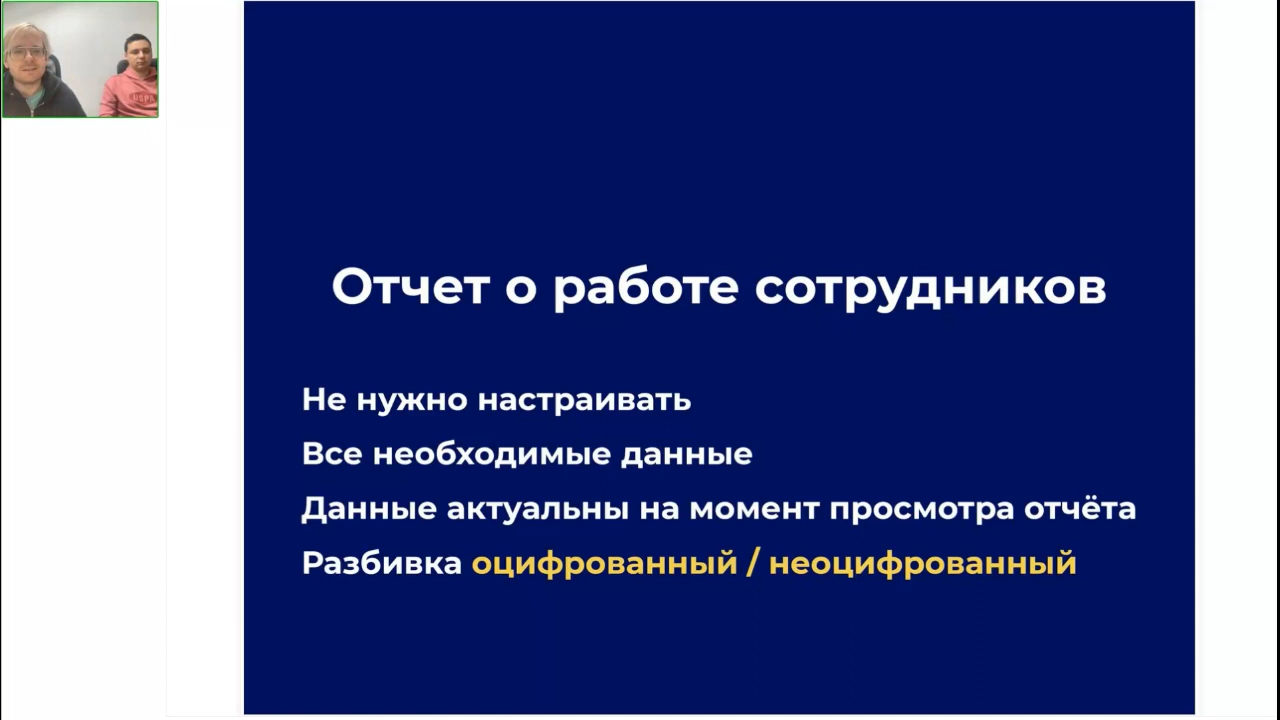 Отчет о работе сотрудников
Не нужно настраивать
Все необходимые данные
Данные актуальны на момент просмотра отчёта
Разбивка оцифрованный / неоцифрованный